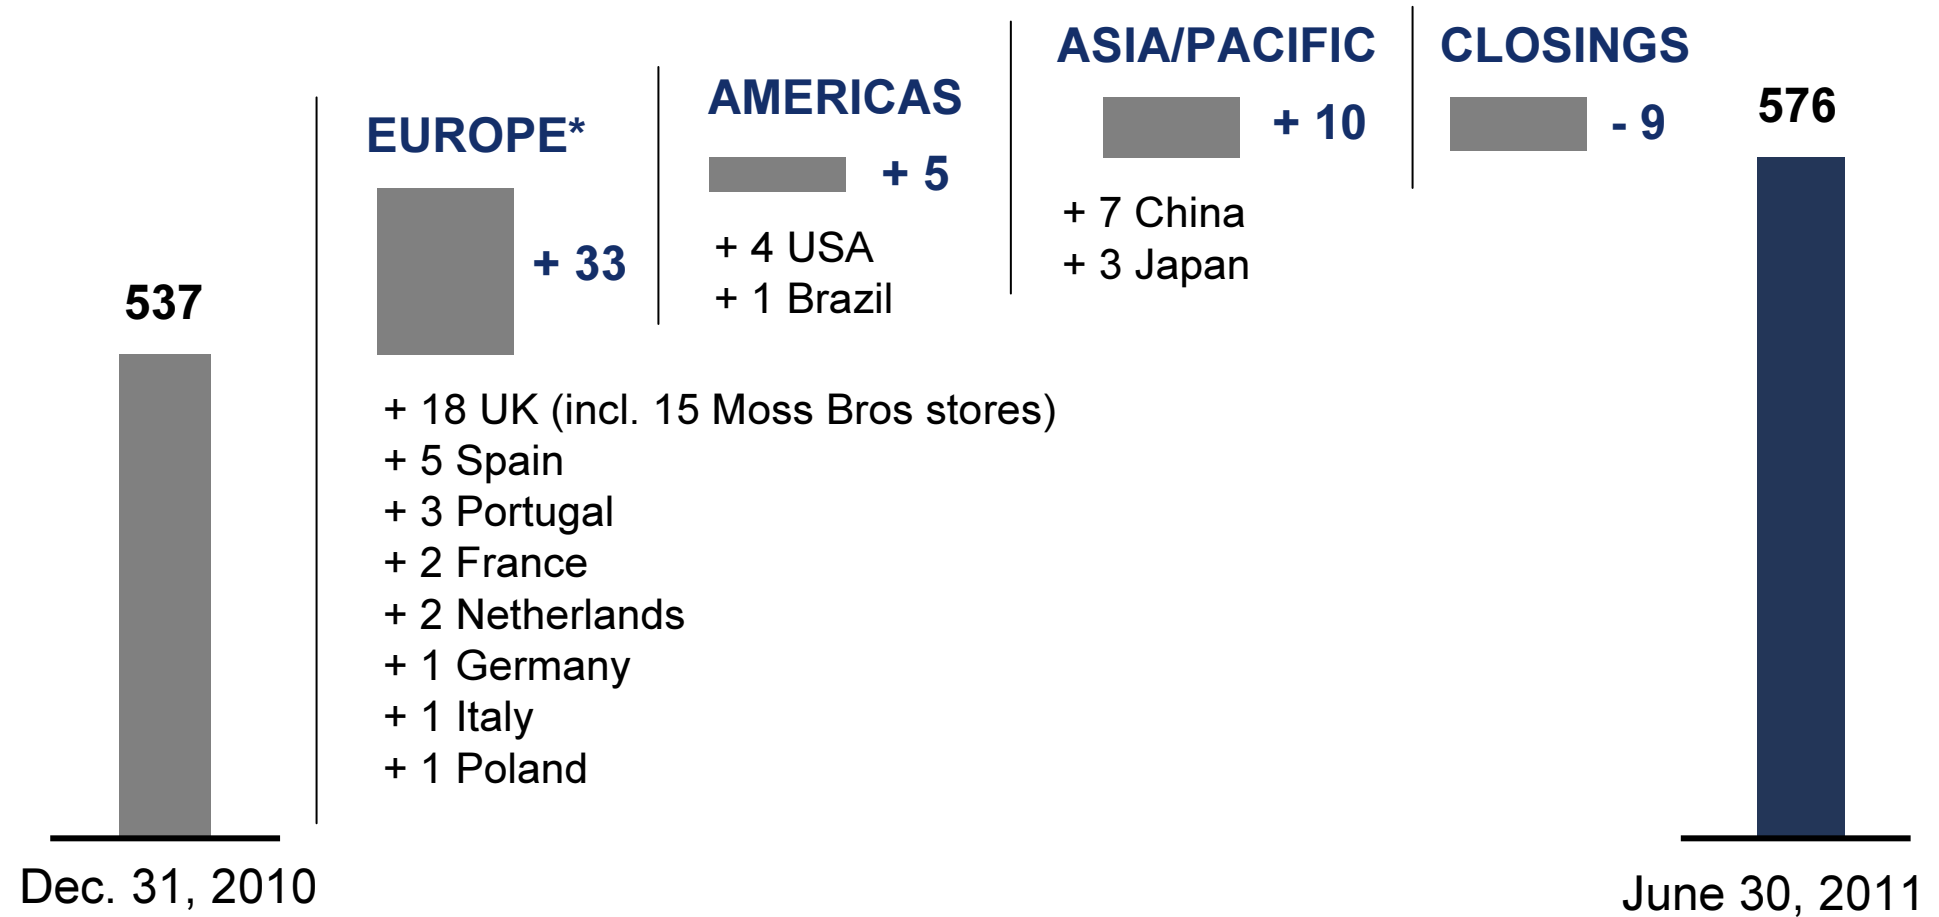 537
Dec. 31, 2010
EUROPE*
+ 33
+ 18 UK (incl. 15 Moss Bros stores)
+ 5 Spain
+ 3 Portugal
+ 2 France
+ 2 Netherlands
+ 1 Germany
+ 1 Italy
+ 1 Poland
AMERICAS
+ 5
+ 4 USA
+ 1 Brazil
ASIA/PACIFIC
+ 10
+ 7 China
+ 3 Japan
CLOSINGS
- 9
576
June 30, 2011